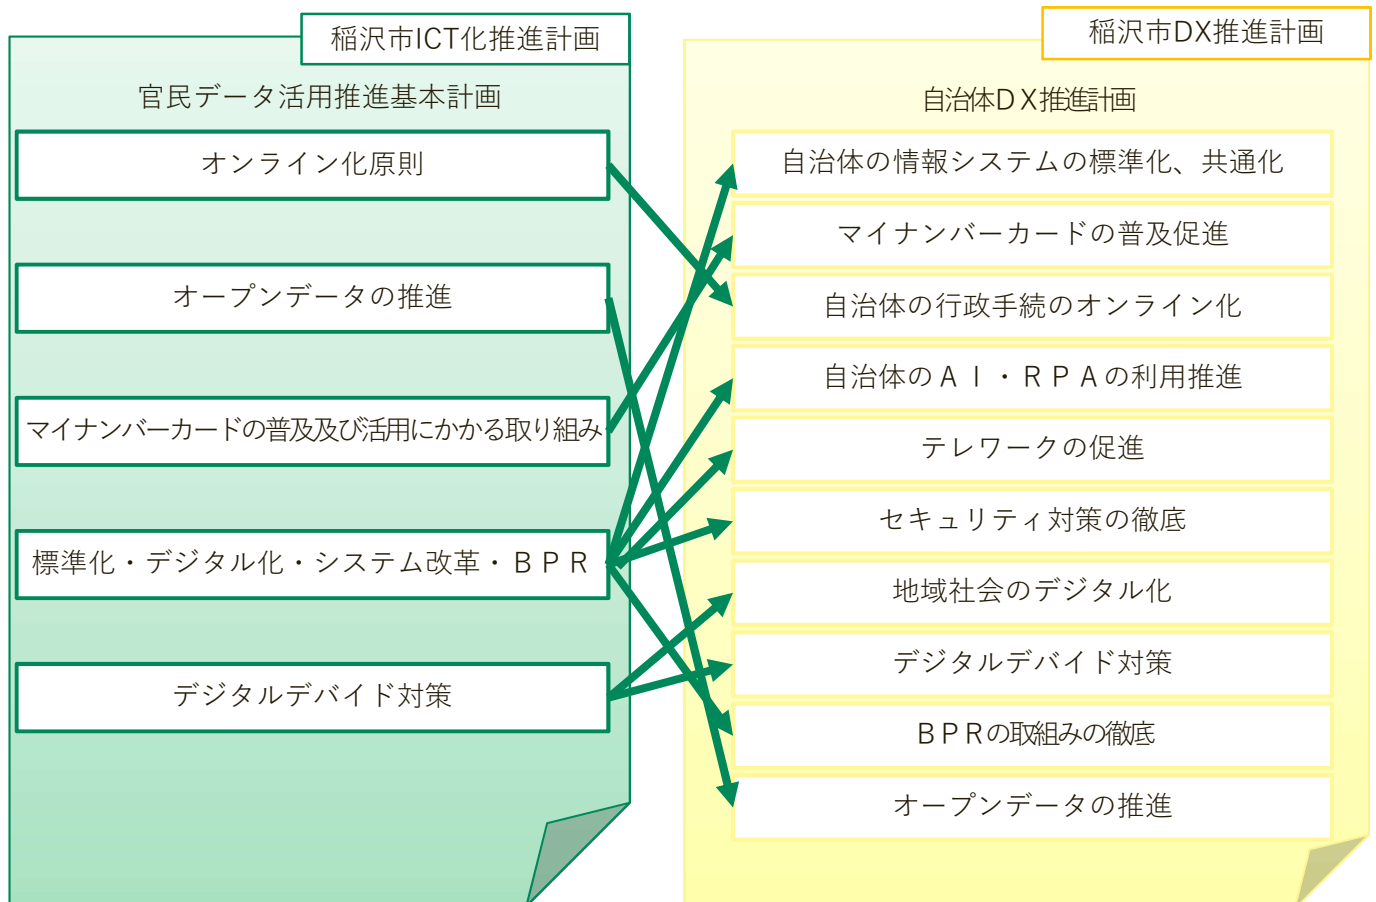 稲沢市ICT化推進計画
官民データ活用推進基本計画
オンライン化原則
オープンデータの推進
マイナンバーカードの普及及び活用にかかる取り組み
標準化・デジタル化・システム改革・ＢＰＲ
デジタルデバイド対策
稲沢市DX推進計画
自治体ＤＸ推進計画
自治体の情報システムの標準化、共通化
マイナンバーカードの普及促進
自治体の行政手続のオンライン化
自治体のＡＩ・ＲＰＡの利用推進
テレワークの促進
セキュリティ対策の徹底
地域社会のデジタル化
デジタルデバイド対策
ＢＰＲの取組みの徹底
オープンデータの推進